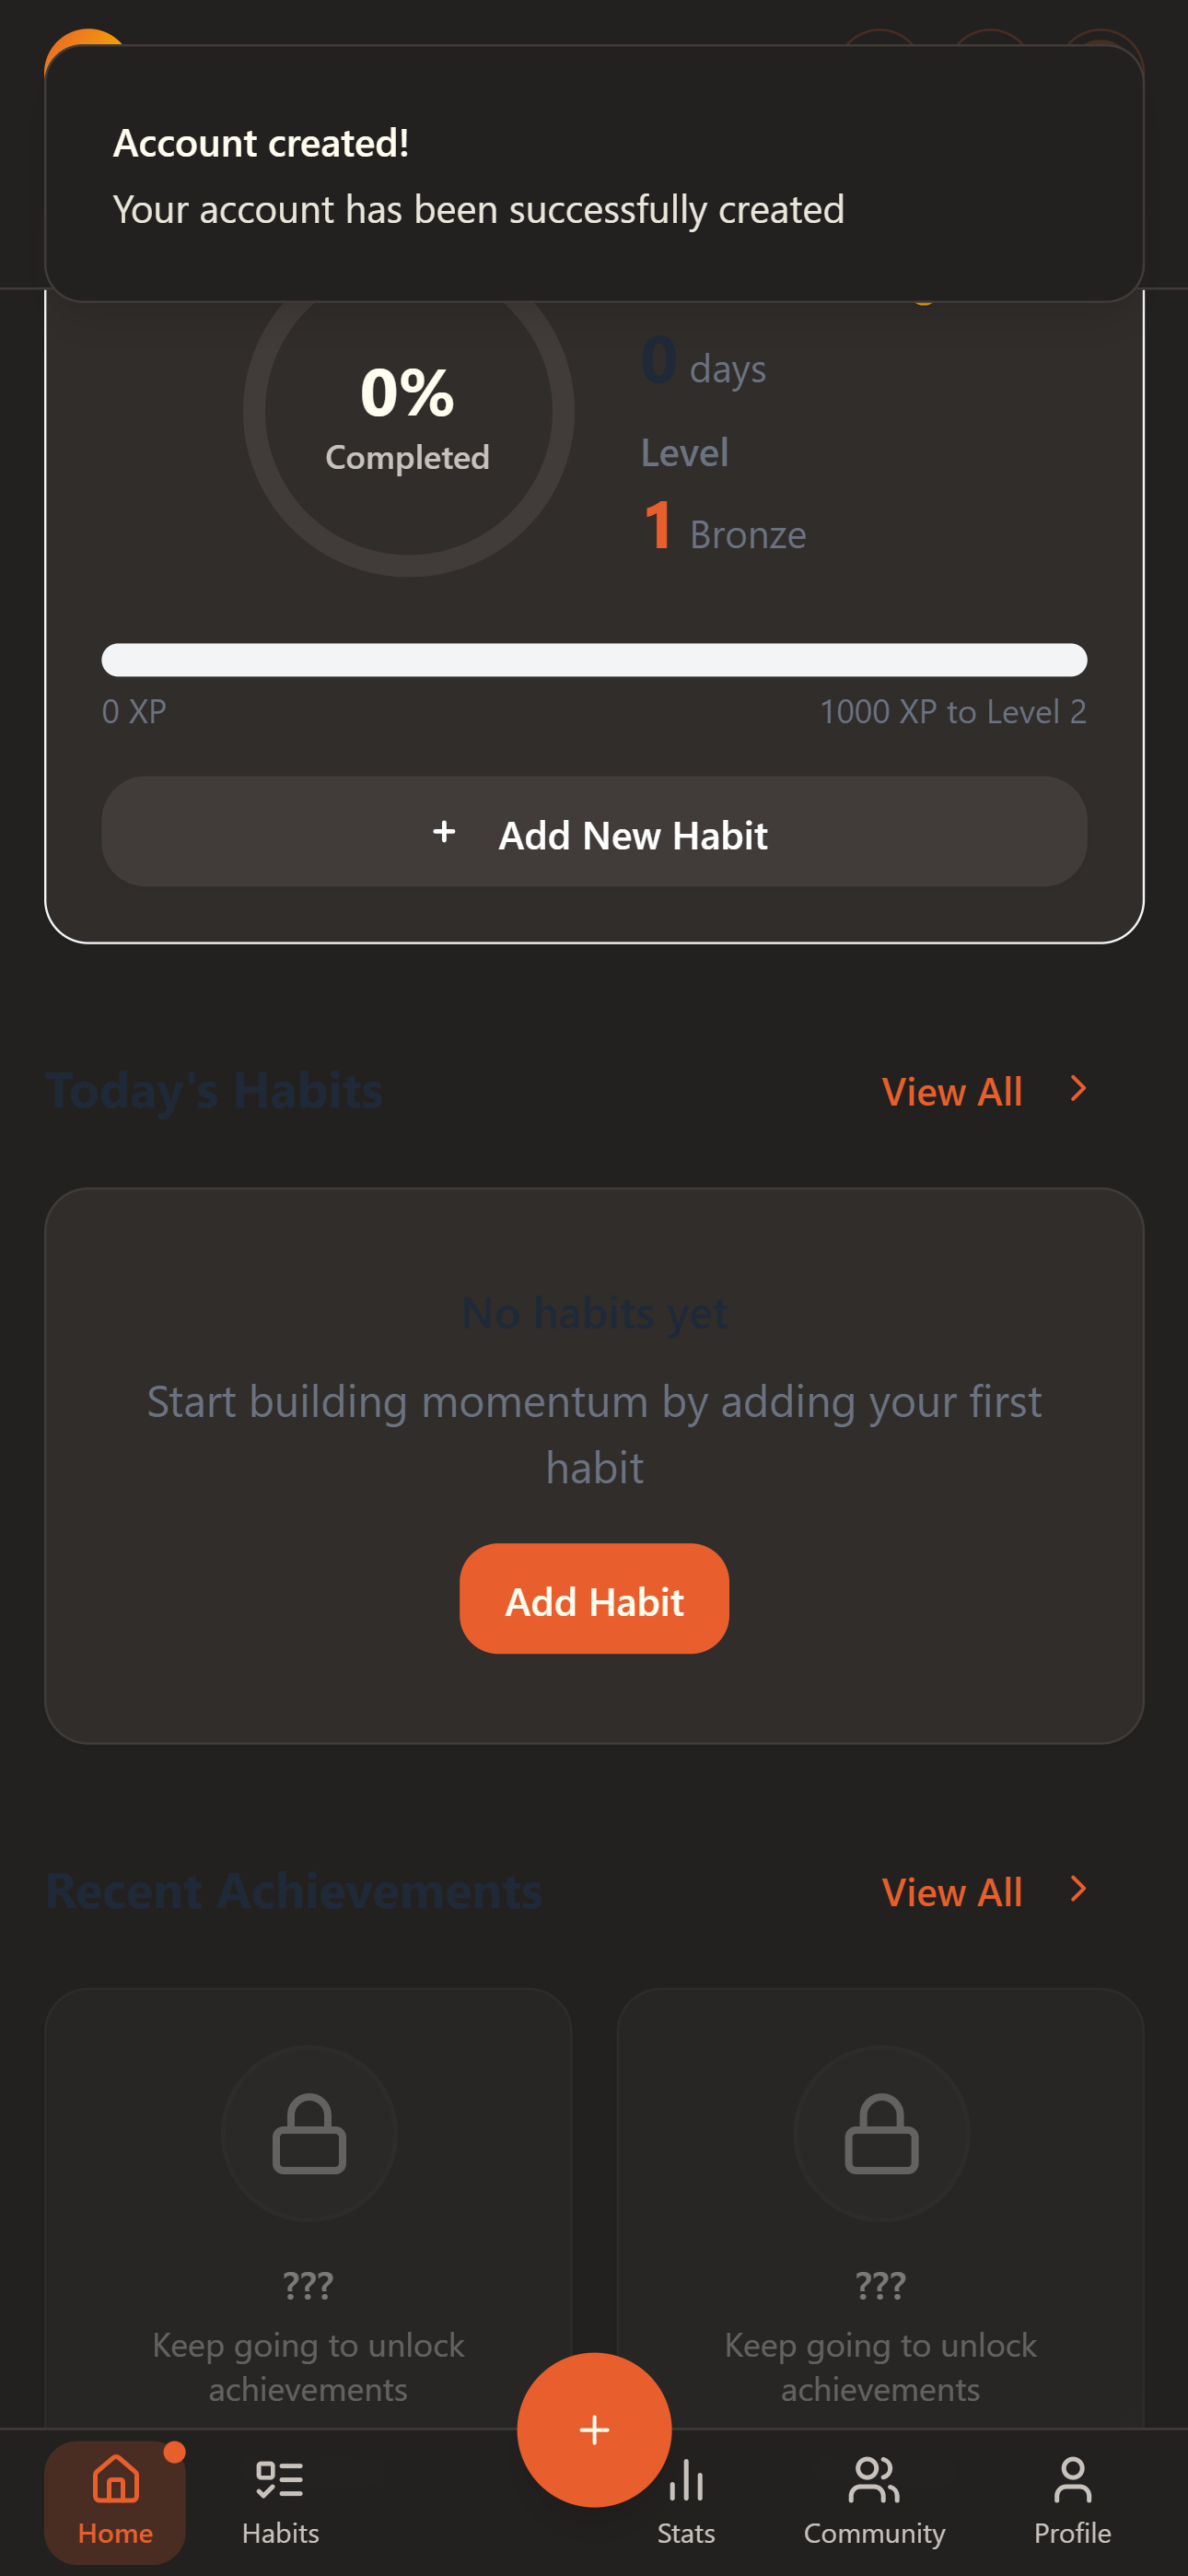 Account created!
Your account has been successfully created
0%
Completed
0 days
Level
1 Bronze
0 XP
1000 XP to Level 2
+ Add New Habit
Today's Habits
View All
No habits yet
Start building momentum by adding your first
habit
Add Habit
Recent Achievements
View All
???
Keep going to unlock
achievements
???
Keep going to unlock
achievements
Home
Habits
Stats
Community
Profile